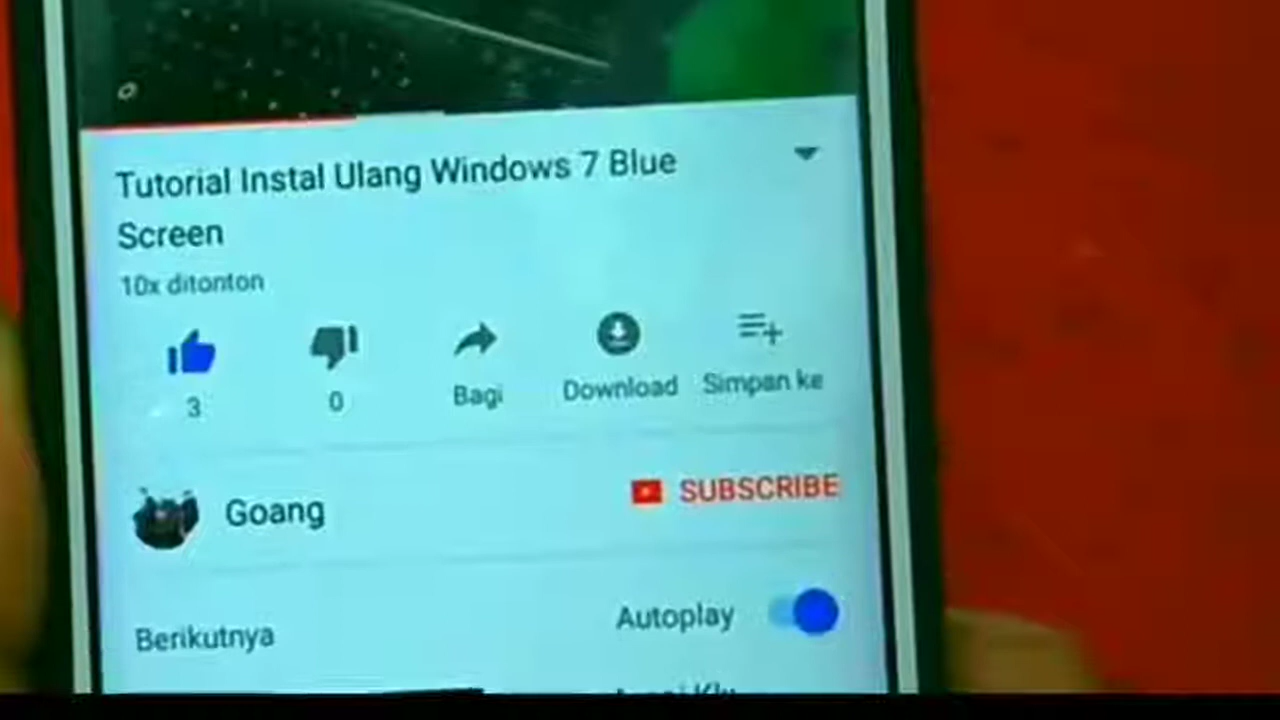 Tutorial Instal Ulang Windows 7 Blue
Screen
10x ditonton
3 0 Bagi Download Simpan ke
Goang SUBSCRIBE
Berikutnya Autoplay